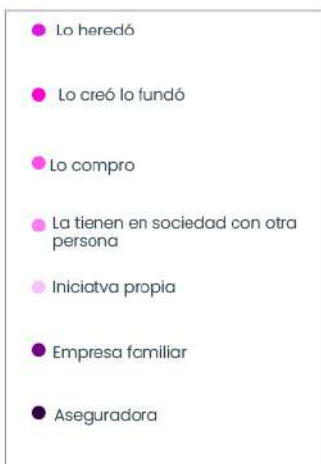 Lo heredó
Lo creó lo fundó
Lo compro
La tienen en sociedad con otra
persona
Iniciatva propia
Empresa familiar
Aseguradora